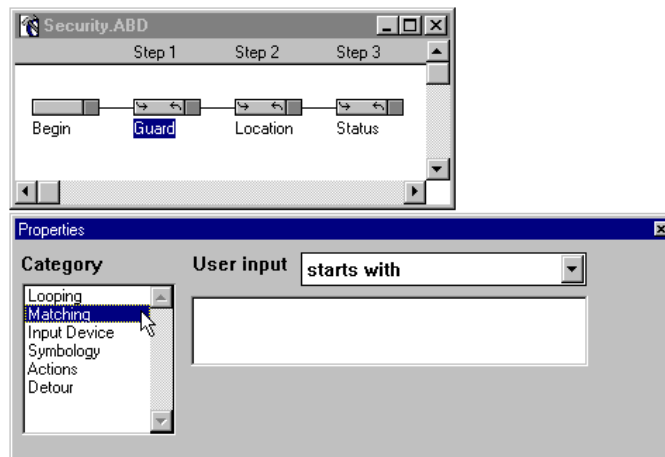 Security.ABD
Step 1 Step 2 Step 3
Begin Guard Location Status
Properties
Category
User input starts with
Looping
Matching
Input Device
Symbology
Actions
Detour